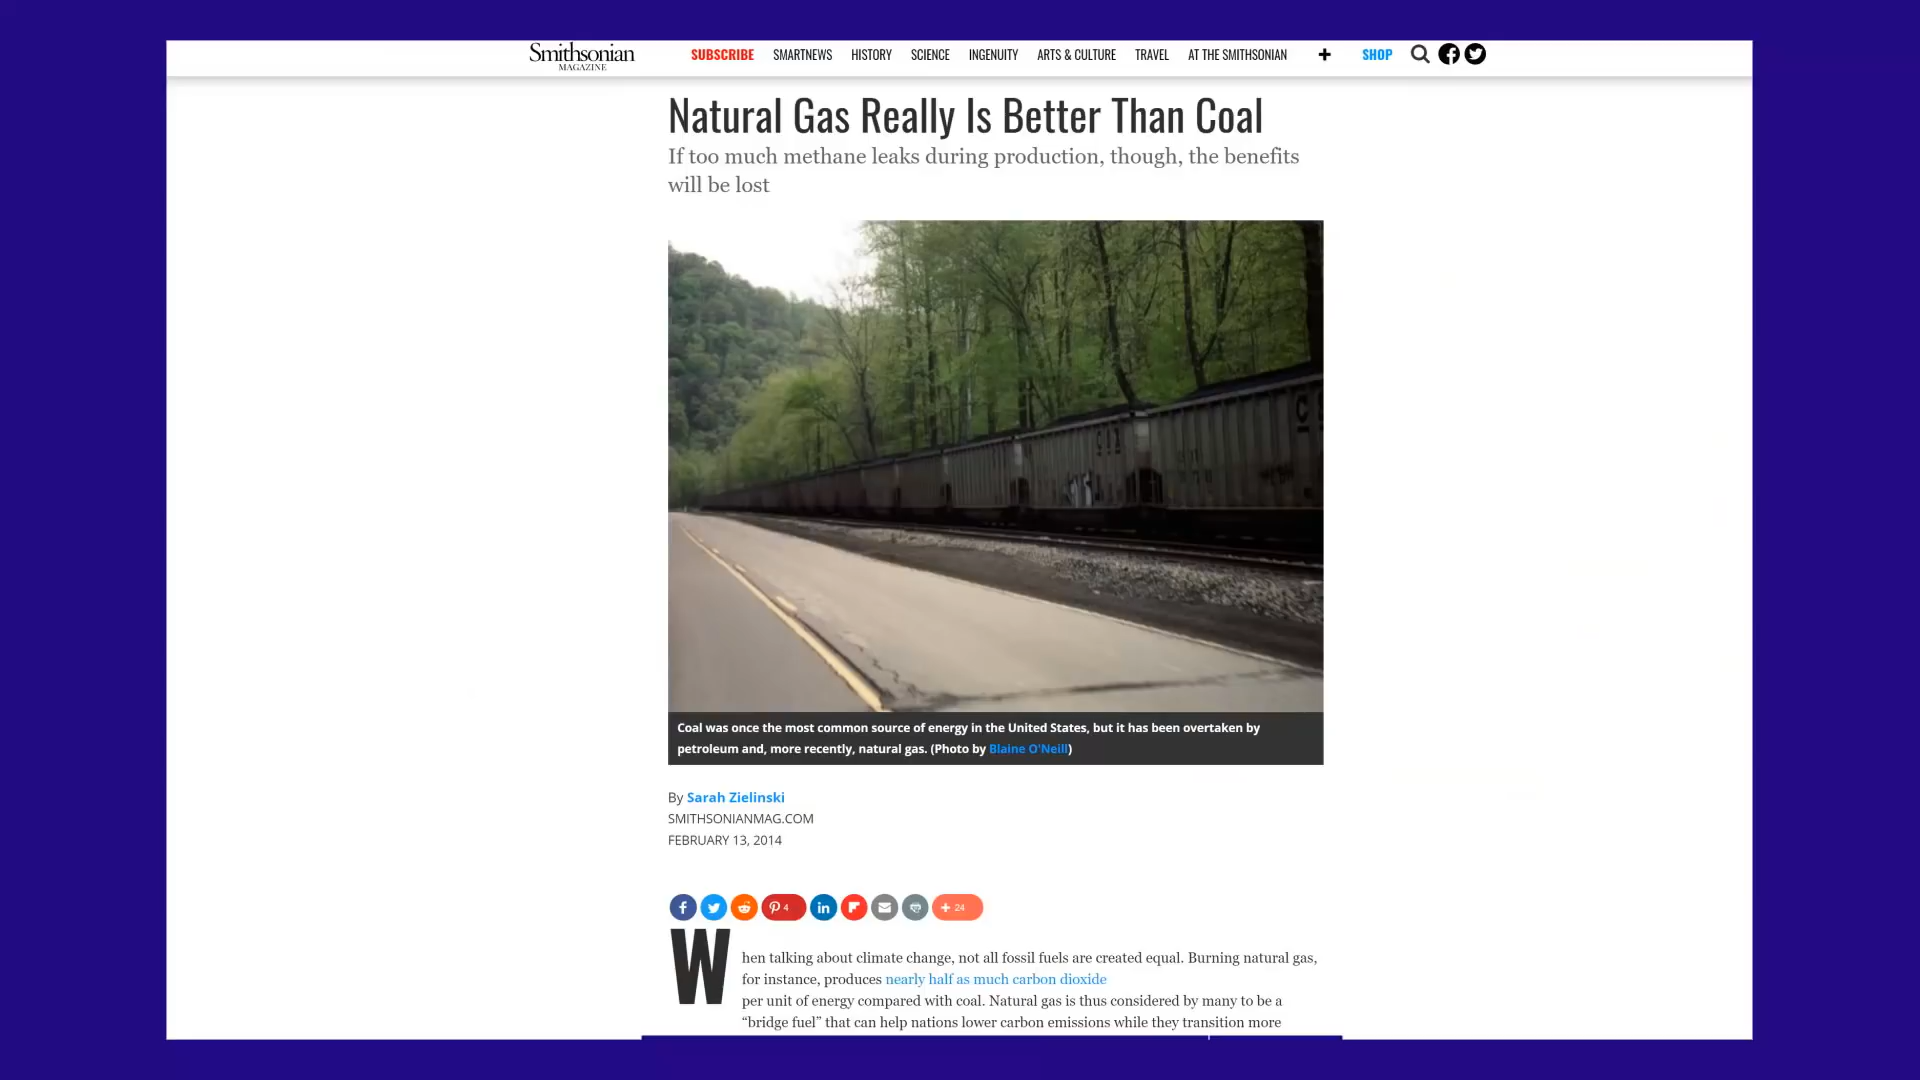 Smithsonian
MAGAZINE
SUBSCRIBE SMARTNEWS HISTORY SCIENCE INGENUITY ARTS & CULTURE TRAVEL AT THE SMITHSONIAN + SHOP
Natural Gas Really Is Better Than Coal
If too much methane leaks during production, though, the benefits
will be lost
Coal was once the most common source of energy in the United States, but it has been overtaken by
petroleum and, more recently, natural gas. (Photo by Blaine O'Neill)
By Sarah Zielinski
SMITHSONIANMAG.COM
FEBRUARY 13, 2014
4
+ 24
When talking about climate change, not all fossil fuels are created equal. Burning natural gas,
for instance, produces nearly half as much carbon dioxide
per unit of energy compared with coal. Natural gas is thus considered by many to be a
“bridge fuel” that can help nations lower carbon emissions while they transition more